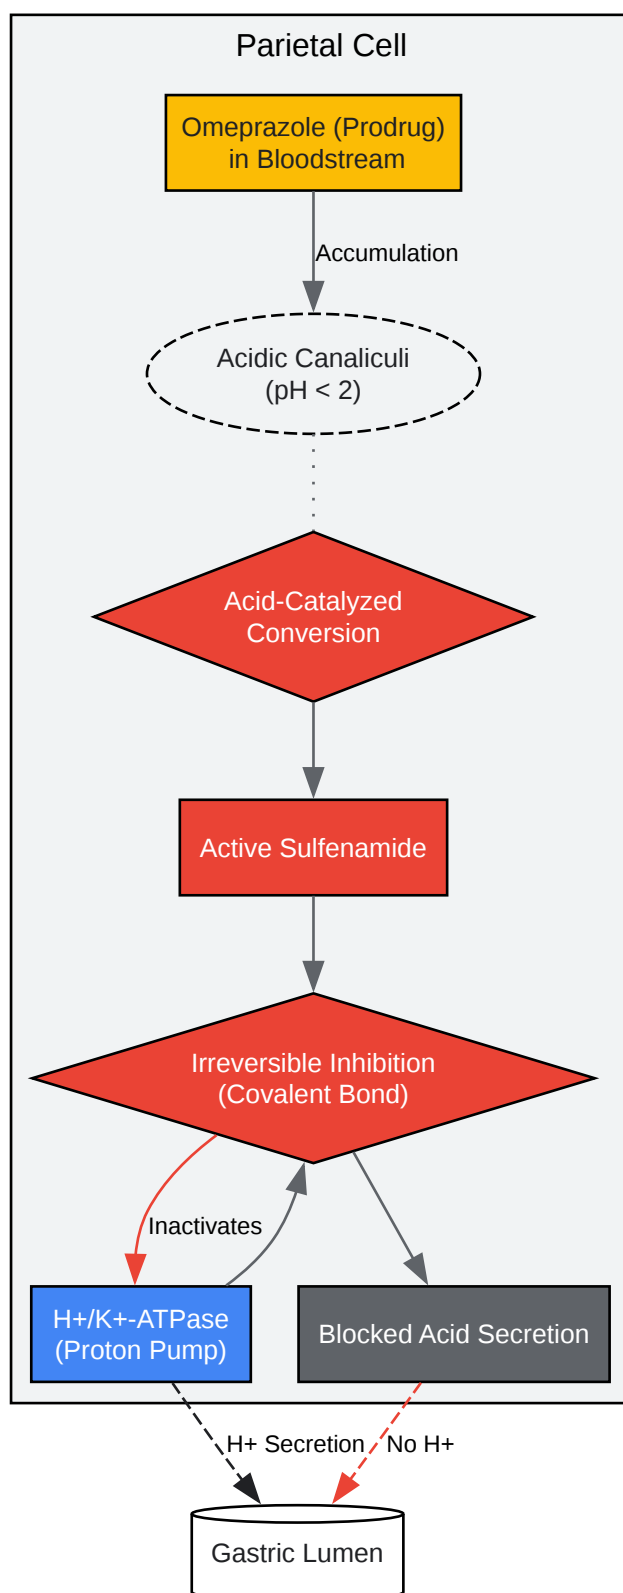 Parietal Cell
Omeprazole (Prodrug)
in Bloodstream
Accumulation
Acidic Canaliculi
(pH < 2)
Acid-Catalyzed
Conversion
Active Sulfenamide
Irreversible Inhibition
(Covalent Bond)
Inactivates
H+/K+-ATPase
(Proton Pump)
Blocked Acid Secretion
H+ Secretion
No H+
Gastric Lumen